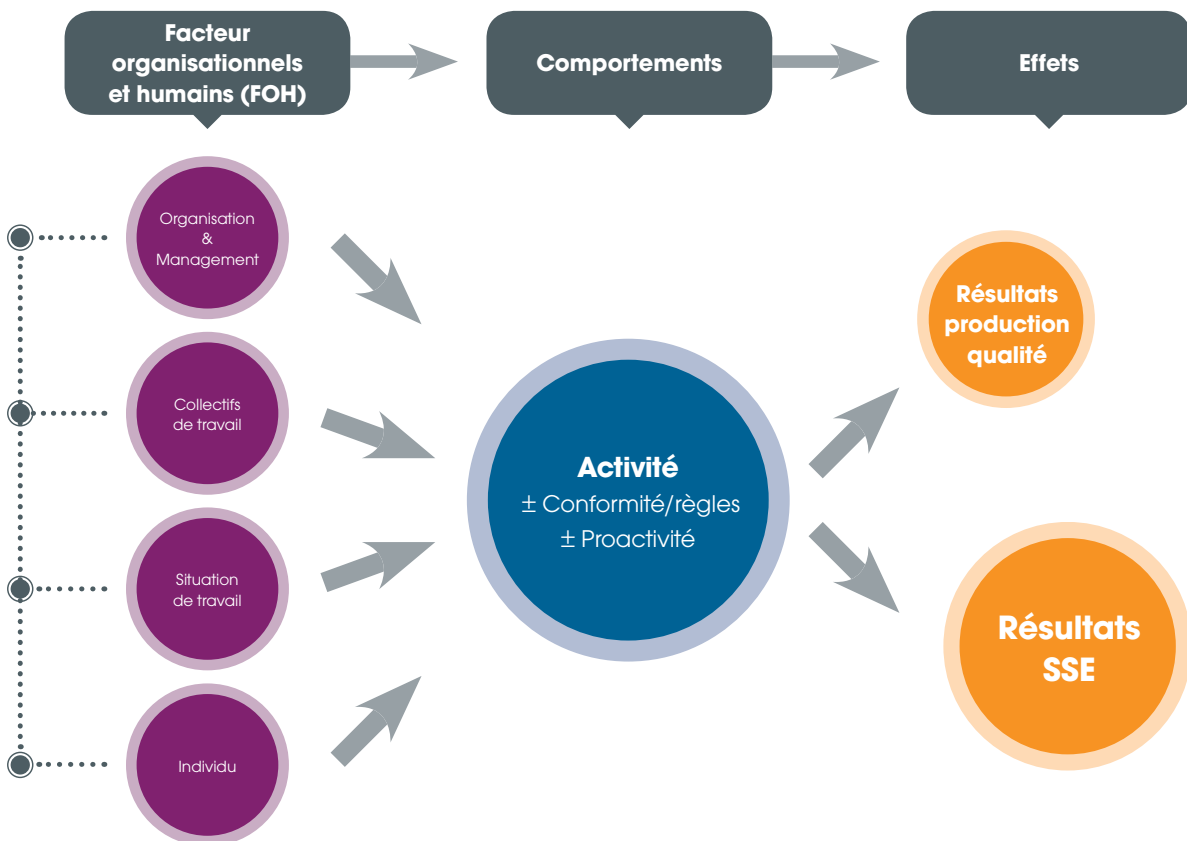 Facteur
organisationnels
et humains (FOH)
Comportements
Effets
Organisation
&
Management
Collectifs
de travail
Situation
de travail
Individu
Activité
± Conformité/règles
± Proactivité
Résultats
production
qualité
Résultats
SSE